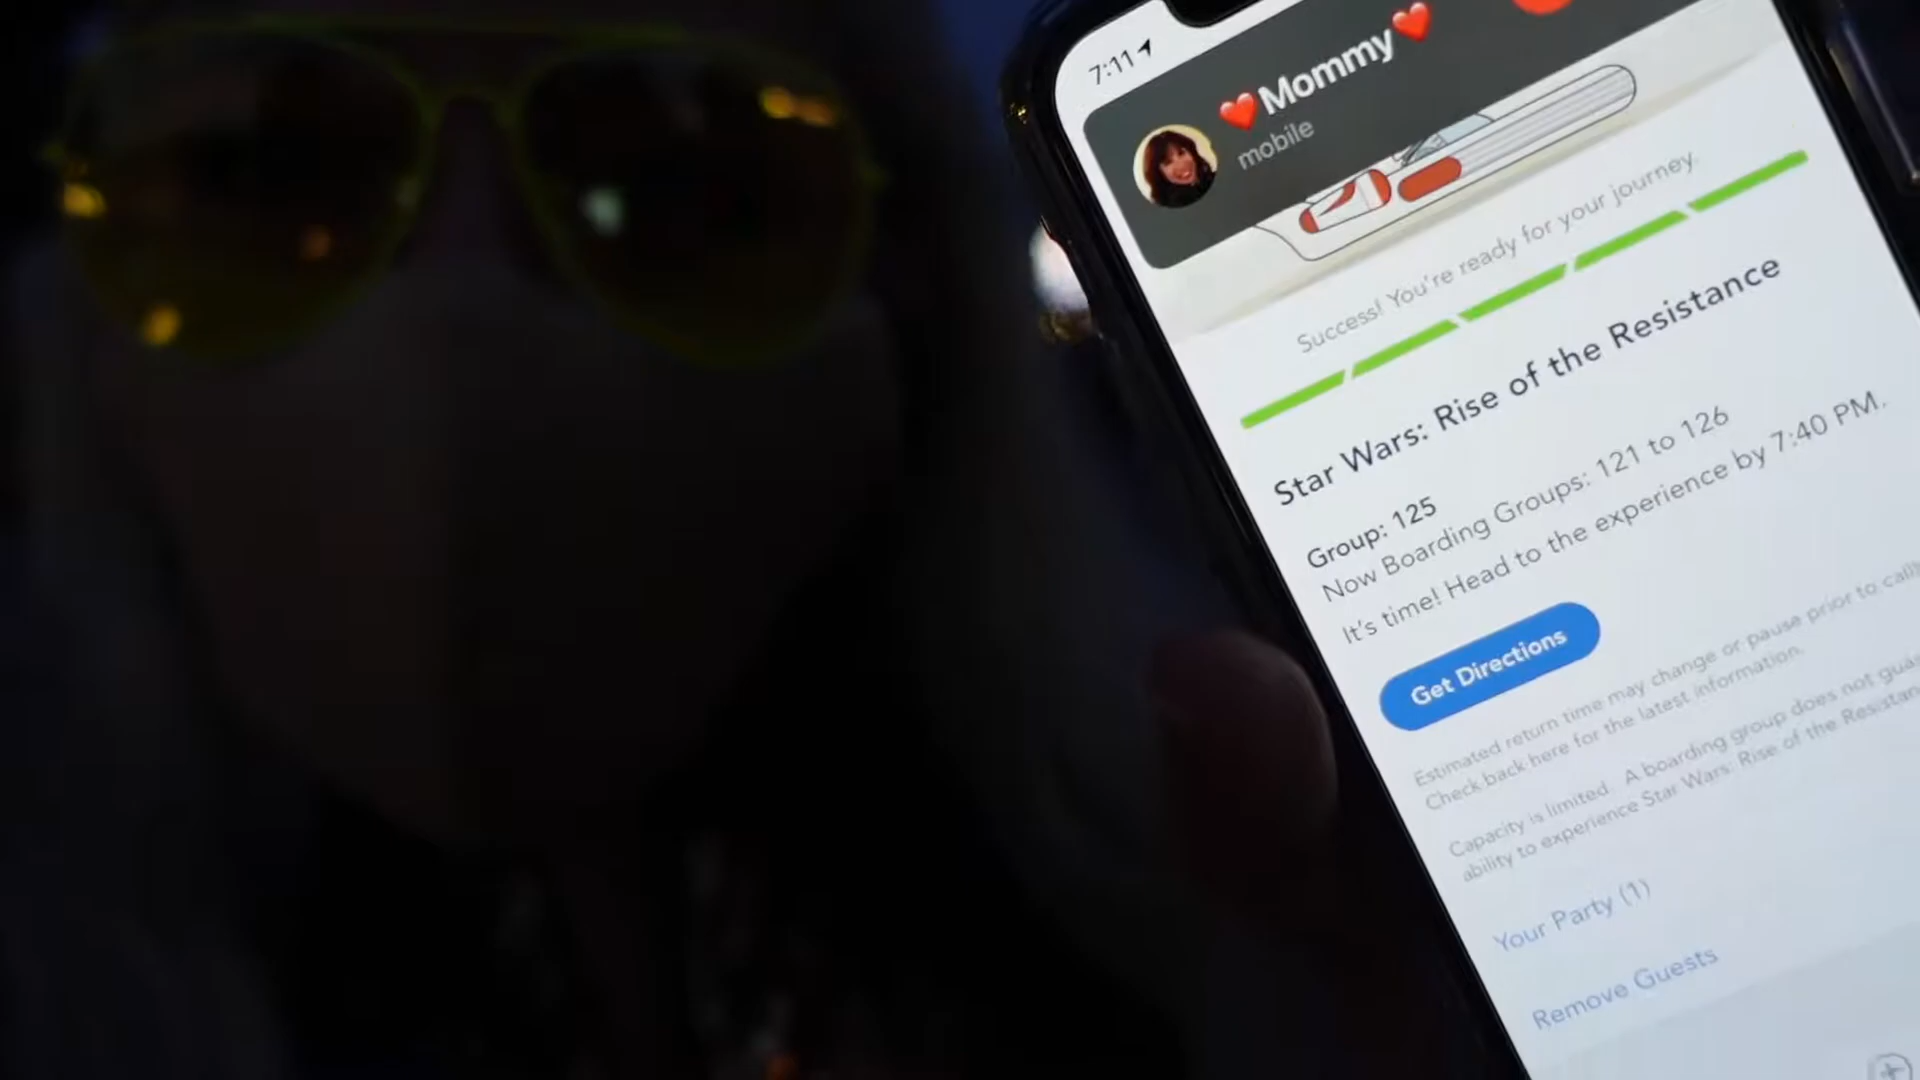 7:11
❤️Mommy❤️
mobile
Success! You're ready for your journey.
Star Wars: Rise of the Resistance
Group: 125
Now Boarding Groups: 121 to 126
It's time! Head to the experience by 7:40 PM.
Get Directions
Estimated return time may change or pause prior to
Check back here for the latest information.
Capacity is limited. A boarding group does not
ability to experience Star Wars: Rise of the
Your Party (1)
Remove Guests